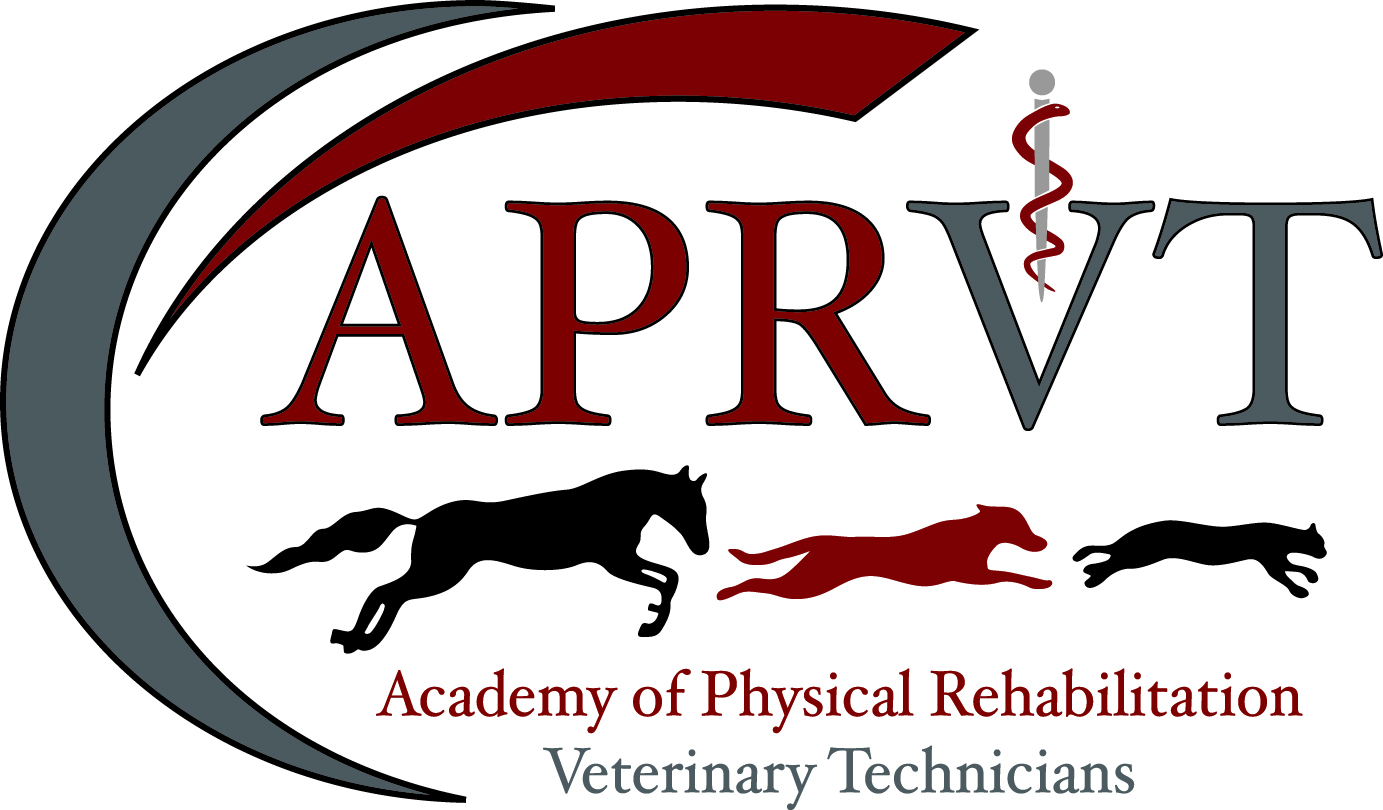 APRVT
Academy of Physical Rehabilitation
Veterinary Technicians